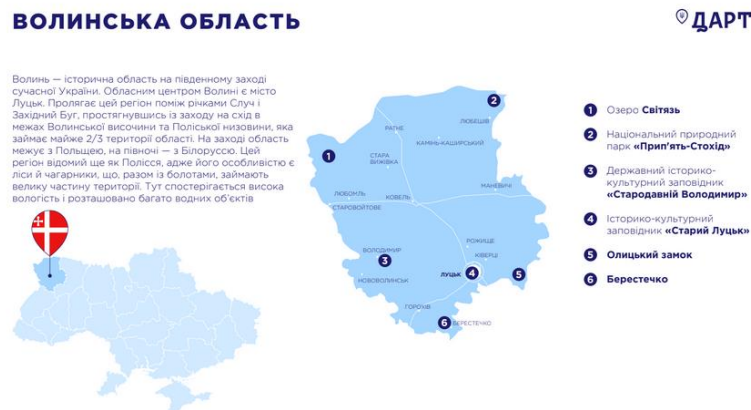 ВОЛИНСЬКА ОБЛАСТЬ
ДАРТ
Волинь — історична область на південному заході
сучасної України. Обласним центром Волині є місто
Луцьк. Пролягає цей регіон поміж річками Случ і
Західний Буг, простягнувшись із заходу на схід в
межах Волинської височини та Поліської низовини, яка
займає майже 2/3 території області. На заході область
межує з Польщею, на півночі — з Білоруссю. Цей
регіон відомий ще як Полісся, адже його особливістю є
ліси й чагарники, що, разом із болотами, займають
велику частину території. Тут спостерігається висока
вологість і розташовано багато водних об'єктів
2
ЛЮБЕШІВ
РАТНЕ
КАМІНЬ-КАШИРСЬКИЙ
1
СТАРА
ВИЖІВКА
МАНЕВИЧІ
ЛЮБОМЛЬ
КОВЕЛЬ
СТАРОВОЙТОВЕ
РОЖИЩЕ
ВОЛОДИМИР
КІВЕРЦІ
3
ЛУЦЬК
4
5
НОВОВОЛИНСЬК
ГОРОХІВ
6
БЕРЕСТЕЧКО
1 Озеро Світязь
2 Національний природний
парк «Прип'ять-Стохід»
3 Державний історико-
культурний заповідник
«Стародавній Володимир»
4 Історико-культурний
заповідник «Старий Луцьк»
5 Олицький замок
6 Берестечко